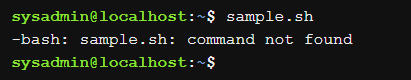 sysadmin@localhost:~$ sample.sh
-bash: sample.sh: command not found
sysadmin@localhost:~$